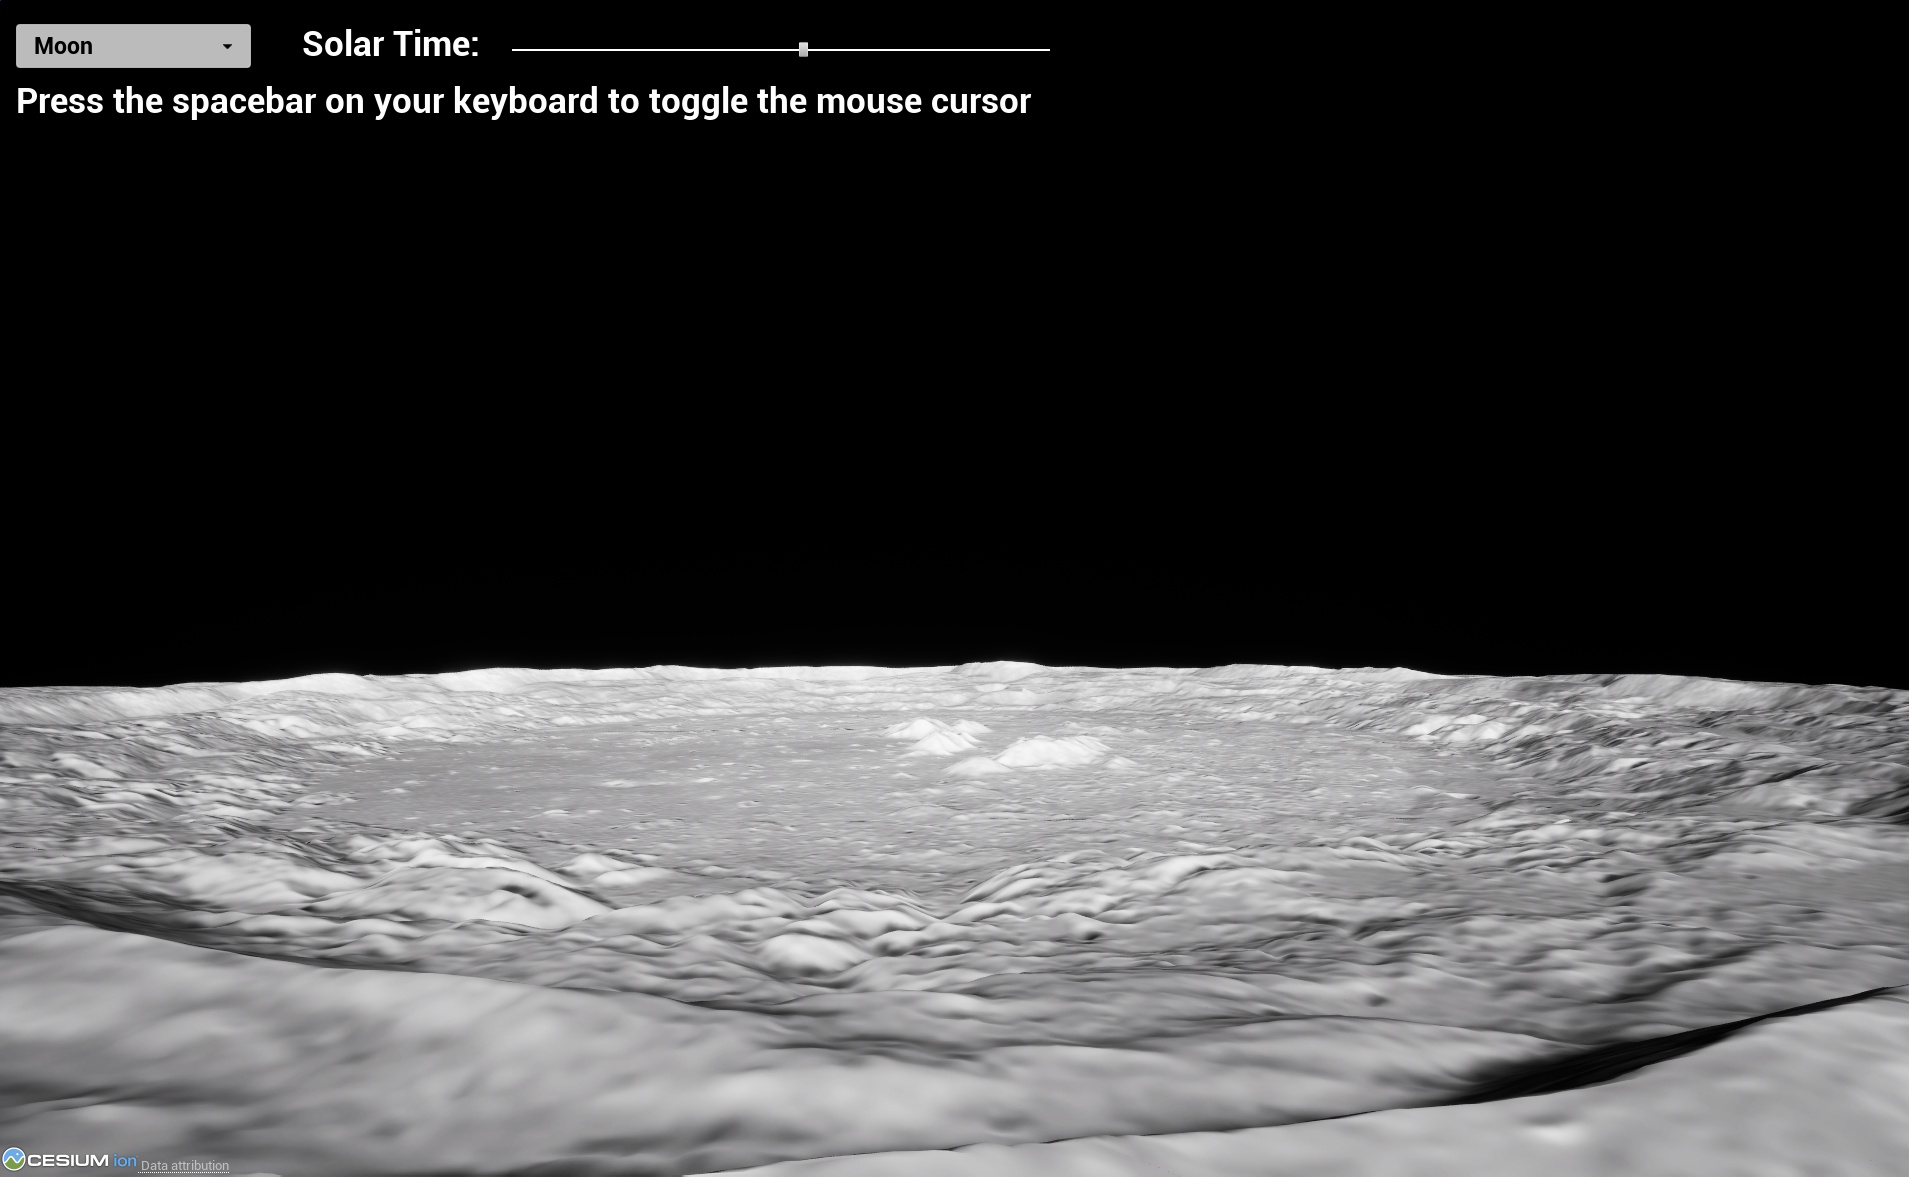 Moon
Solar Time:
Press the spacebar on your keyboard to toggle the mouse cursor
CESIUM ion Data attribution